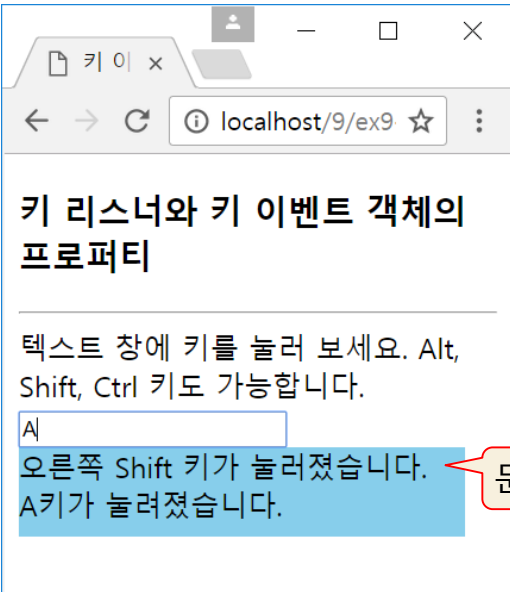 키 이
localhost/9/ex9-
키 리스너와 키 이벤트 객체의
프로퍼티
텍스트 창에 키를 눌러 보세요. Alt,
Shift, Ctrl 키도 가능합니다.
A
오른쪽 Shift 키가 눌러졌습니다.
A키가 눌려졌습니다.